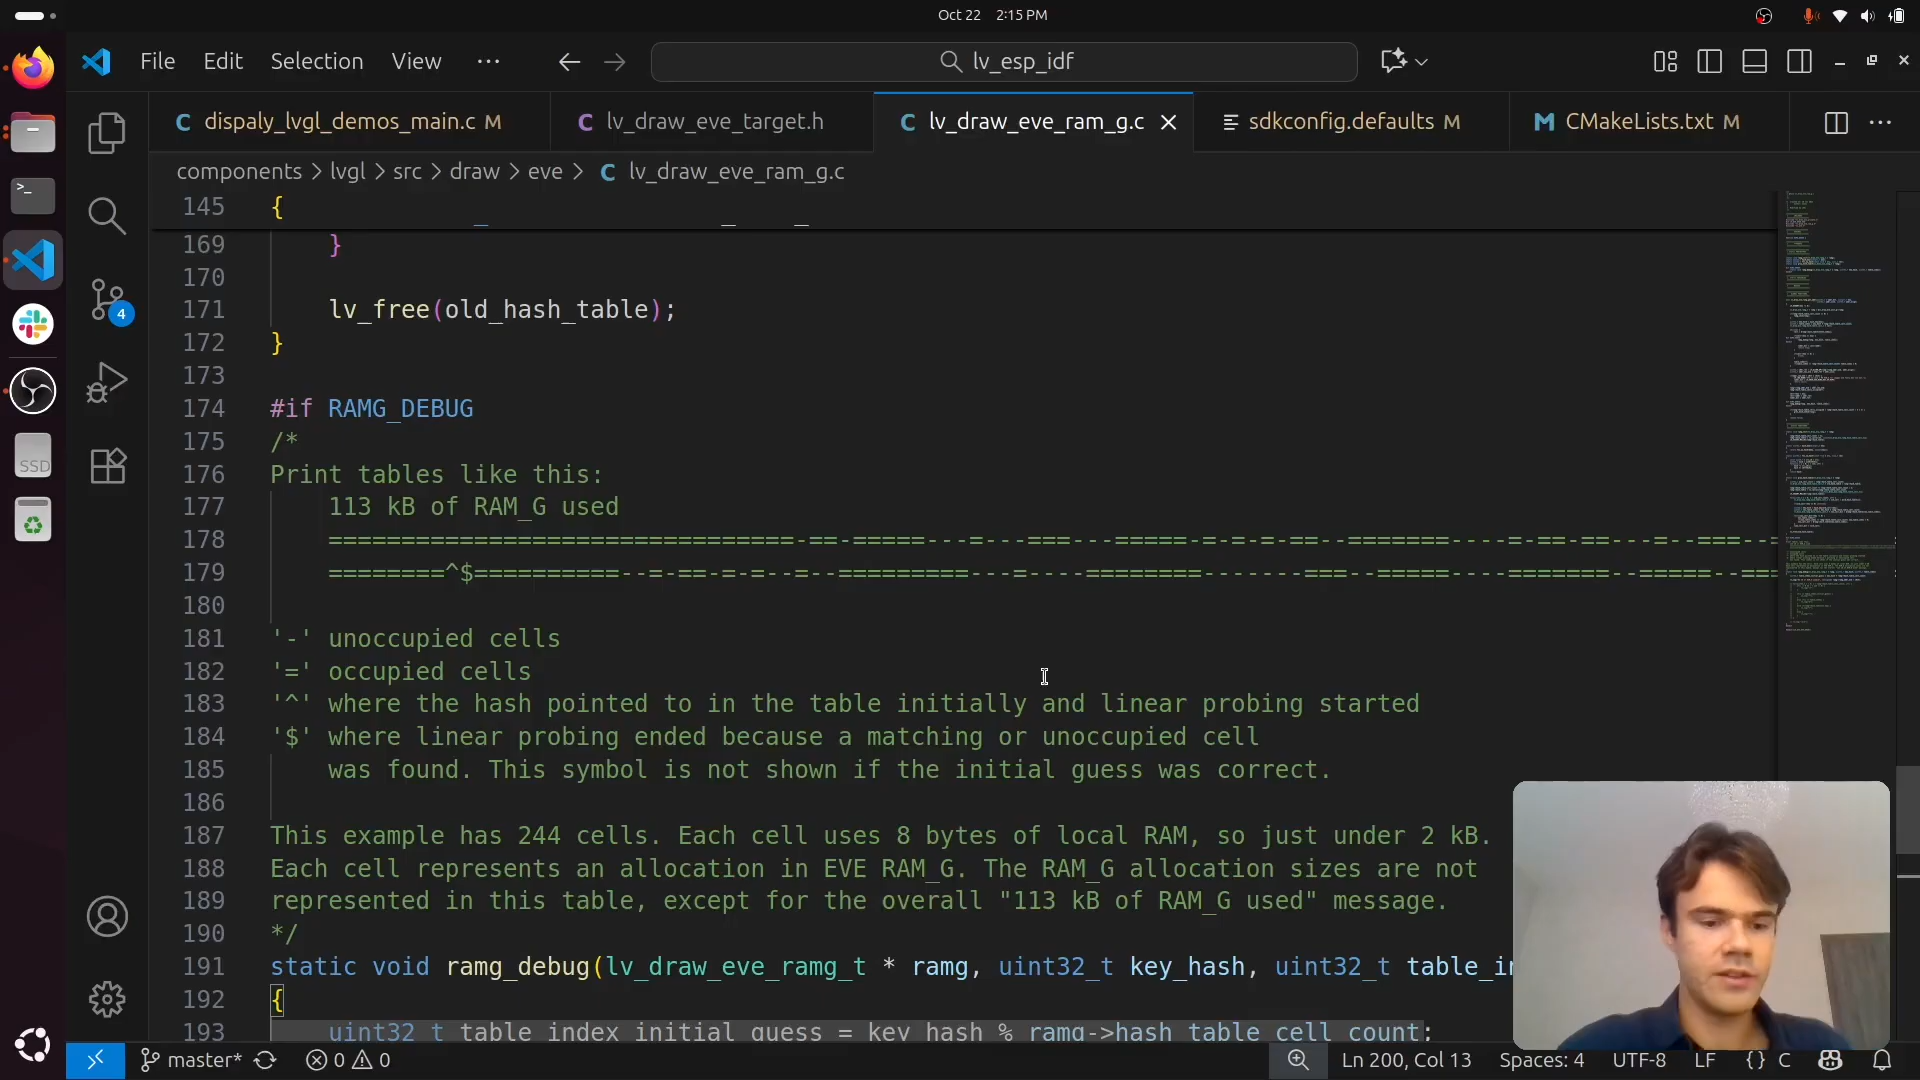 Oct 22 2:15 PM
File Edit Selection View ··· lv_esp_idf
dispaly_lvgl_demos_main.c M lv_draw_eve_target.h lv_draw_eve_ram_g.c sdkconfig.defaults M CMakeLists.txt M
components > lvgl > src > draw > eve > C lv_draw_eve_ram_g.c
145 {
169 }
170
171 lv_free(old_hash_table);
172 }
173
174 #if RAMG_DEBUG
175 /*
176 Print tables like this:
177 113 kB of RAM_G used
178 ================================-==-=====---=---===---=====-=-=-=-==--=======----=-==-==---=--===--
179 ========^$==========--=-==-=-=--=--=========---=----========-------===--=====----=======--=====--===
180
181 '-' unoccupied cells
182 '=' occupied cells
183 '^' where the hash pointed to in the table initially and linear probing started
184 '$' where linear probing ended because a matching or unoccupied cell
185 was found. This symbol is not shown if the initial guess was correct.
186
187 This example has 244 cells. Each cell uses 8 bytes of local RAM, so just under 2 kB.
188 Each cell represents an allocation in EVE RAM_G. The RAM_G allocation sizes are not
189 represented in this table, except for the overall "113 kB of RAM_G used" message.
190 */
191 static void ramg_debug(lv_draw_eve_ramg_t * ramg, uint32_t key_hash, uint32_t table_in
192 {
193 uint32_t table_index_initial_guess = key_hash % ramg->hash_table_cell_count;
SSD
4
master* 0 0 Ln 200, Col 13 Spaces: 4 UTF-8 LF {} C